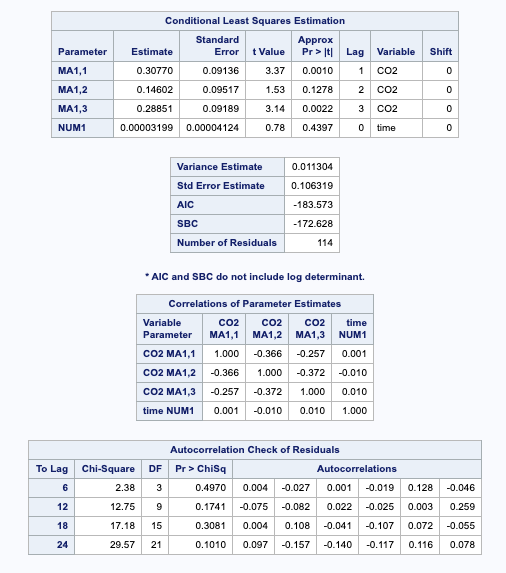 Conditional Least Squares Estimation
Parameter Estimate Standard Error t Value Approx Pr > |t| Lag Variable Shift
MA1,1 0.30770 0.09136 3.37 0.0010 1 CO2 0
MA1,2 0.14602 0.09517 1.53 0.1278 2 CO2 0
MA1,3 0.28851 0.09189 3.14 0.0022 3 CO2 0
NUM1 0.00003199 0.00004124 0.78 0.4397 0 time 0
Variance Estimate 0.011304
Std Error Estimate 0.106319
AIC -183.573
SBC -172.628
Number of Residuals 114
* AIC and SBC do not include log determinant.
Correlations of Parameter Estimates
Variable Parameter CO2 MA1,1 CO2 MA1,2 CO2 MA1,3 time NUM1
CO2 MA1,1 1.000 -0.366 -0.257 0.001
CO2 MA1,2 -0.366 1.000 -0.372 -0.010
CO2 MA1,3 -0.257 -0.372 1.000 0.010
time NUM1 0.001 -0.010 0.010 1.000
Autocorrelation Check of Residuals
To Lag Chi-Square DF Pr > ChiSq Autocorrelations
6 2.38 3 0.4970 0.004 -0.027 0.001 -0.019 0.128 -0.046
12 12.75 9 0.1741 -0.075 -0.082 0.022 -0.025 0.003 0.259
18 17.18 15 0.3081 0.004 0.108 -0.041 -0.107 0.072 -0.055
24 29.57 21 0.1010 0.097 -0.157 -0.140 -0.117 0.116 0.078